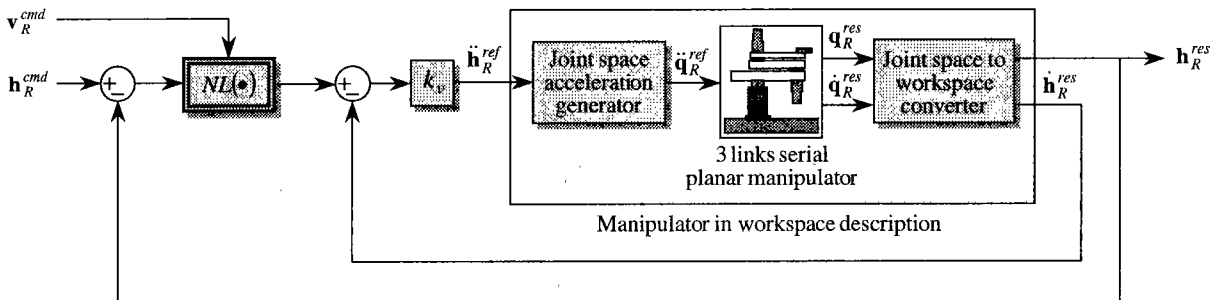 v_R^{cmd}
h_R^{cmd}
+
−
NL(•)
+
−
k_v
ḧ_R^{ref}
Joint space
acceleration
generator
q̈_R^{ref}
3 links serial
planar manipulator
q_R^{res}
q̇_R^{res}
Joint space to
workspace
converter
h_R^{res}
ḣ_R^{res}
Manipulator in workspace description